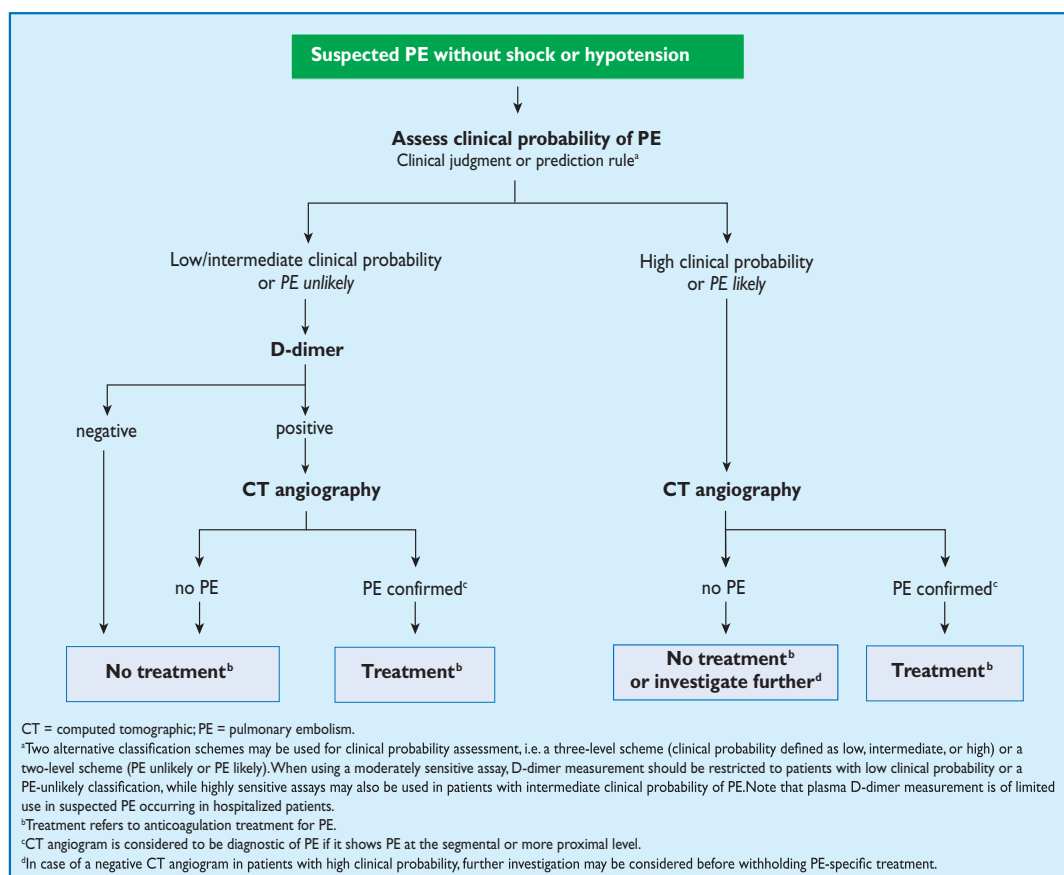 Suspected PE without shock or hypotension
Assess clinical probability of PE
Clinical judgment or prediction ruleᵃ
Low/intermediate clinical probability
or PE unlikely
High clinical probability
or PE likely
D-dimer
negative
positive
CT angiography
CT angiography
no PE
PE confirmedᶜ
no PE
PE confirmedᶜ
No treatmentᵇ
Treatmentᵇ
No treatmentᵇ
or investigate furtherᵈ
Treatmentᵇ
CT = computed tomographic; PE = pulmonary embolism.
ᵃTwo alternative classification schemes may be used for clinical probability assessment, i.e. a three-level scheme (clinical probability defined as low, intermediate, or high) or a
two-level scheme (PE unlikely or PE likely). When using a moderately sensitive assay, D-dimer measurement should be restricted to patients with low clinical probability or a
PE-unlikely classification, while highly sensitive assays may also be used in patients with intermediate clinical probability of PE. Note that plasma D-dimer measurement is of limited
use in suspected PE occurring in hospitalized patients.
ᵇTreatment refers to anticoagulation treatment for PE.
ᶜCT angiogram is considered to be diagnostic of PE if it shows PE at the segmental or more proximal level.
ᵈIn case of a negative CT angiogram in patients with high clinical probability, further investigation may be considered before withholding PE-specific treatment.